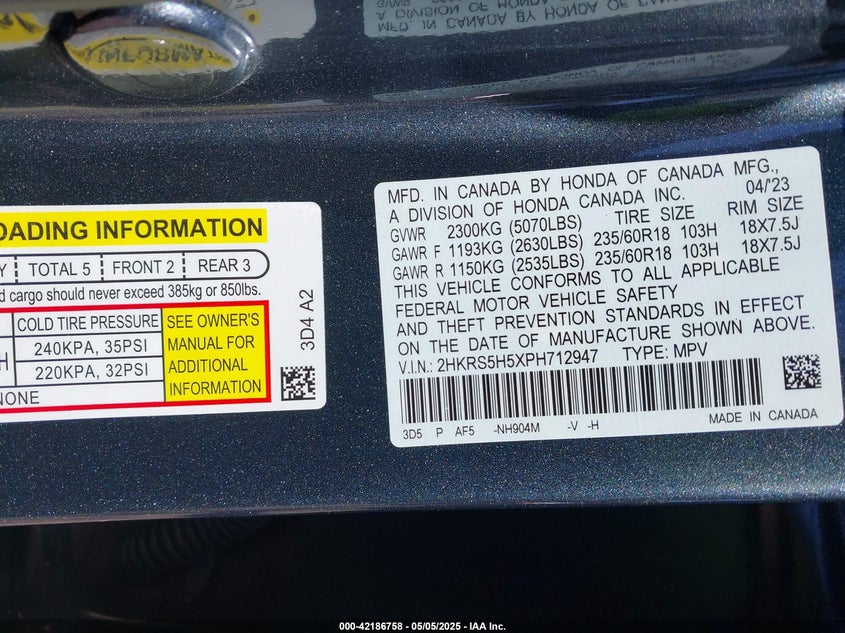 OADING INFORMATION
Y TOTAL 5 FRONT 2 REAR 3
d cargo should never exceed 385kg or 850lbs.
COLD TIRE PRESSURE
H 240KPA, 35PSI
220KPA, 32PSI
NONE
SEE OWNER'S
MANUAL FOR
ADDITIONAL
INFORMATION
3D4 A2
MFD. IN CANADA BY HONDA OF CANADA MFG.,
A DIVISION OF HONDA CANADA INC. 04/'23
GVWR 2300KG (5070LBS) TIRE SIZE RIM SIZE
GAWR F 1193KG (2630LBS) 235/60R18 103H 18X7.5J
GAWR R 1150KG (2535LBS) 235/60R18 103H 18X7.5J
THIS VEHICLE CONFORMS TO ALL APPLICABLE
FEDERAL MOTOR VEHICLE SAFETY
AND THEFT PREVENTION STANDARDS IN EFFECT
ON THE DATE OF MANUFACTURE SHOWN ABOVE.
V.I.N.: 2HKRS5H5XPH712947 TYPE: MPV
3D5 P AF5 -NH904M -V -H MADE IN CANADA
000-42186758 - 05/05/2025 - IAA Inc.